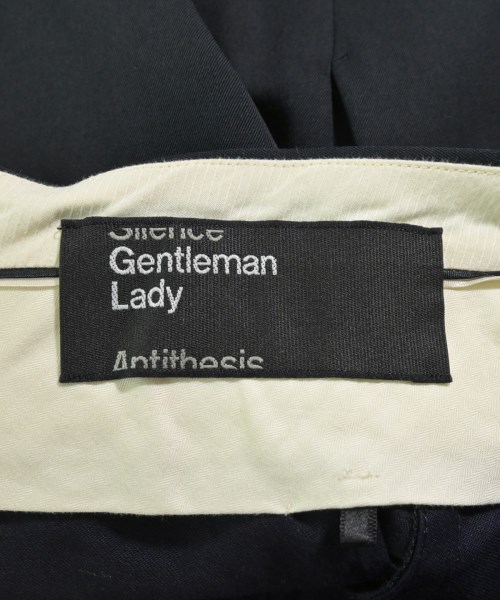 Silence
Gentleman
Lady
Antithesis